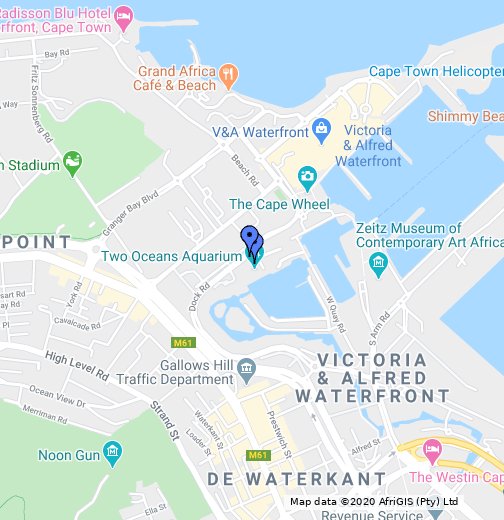 Radisson Blu Hotel
rfront, Cape Town
Bay Rd
Fritz Sonnenberg Rd
Grand Africa
Café & Beach
Cape Town Helicopter
Way
Shimmy Bea
V&A Waterfront
Victoria
& Alfred
Waterfront
Beach Rd
n Stadium
The Cape Wheel
Granger Bay Blvd
Zeitz Museum of
Contemporary Art Africa
POINT
Two Oceans Aquarium
Dock Rd
York Rd
sart Rd
ed Rd
Cavalcade Rd
W Quay Rd
S Arm Rd
M61
High Level Rd
Gallows Hill
Traffic Department
VICTORIA
& ALFRED
WATERFRONT
Ocean View Dr
Merriman Rd
Strand St
Waterkant St
Loader St
Prestwich St
Alfred St
Noon Gun
M61
DE WATERKANT
The Westin Cap
Ella St
Map data ©2020 AfriGIS (Pty) Ltd
Revenue Service